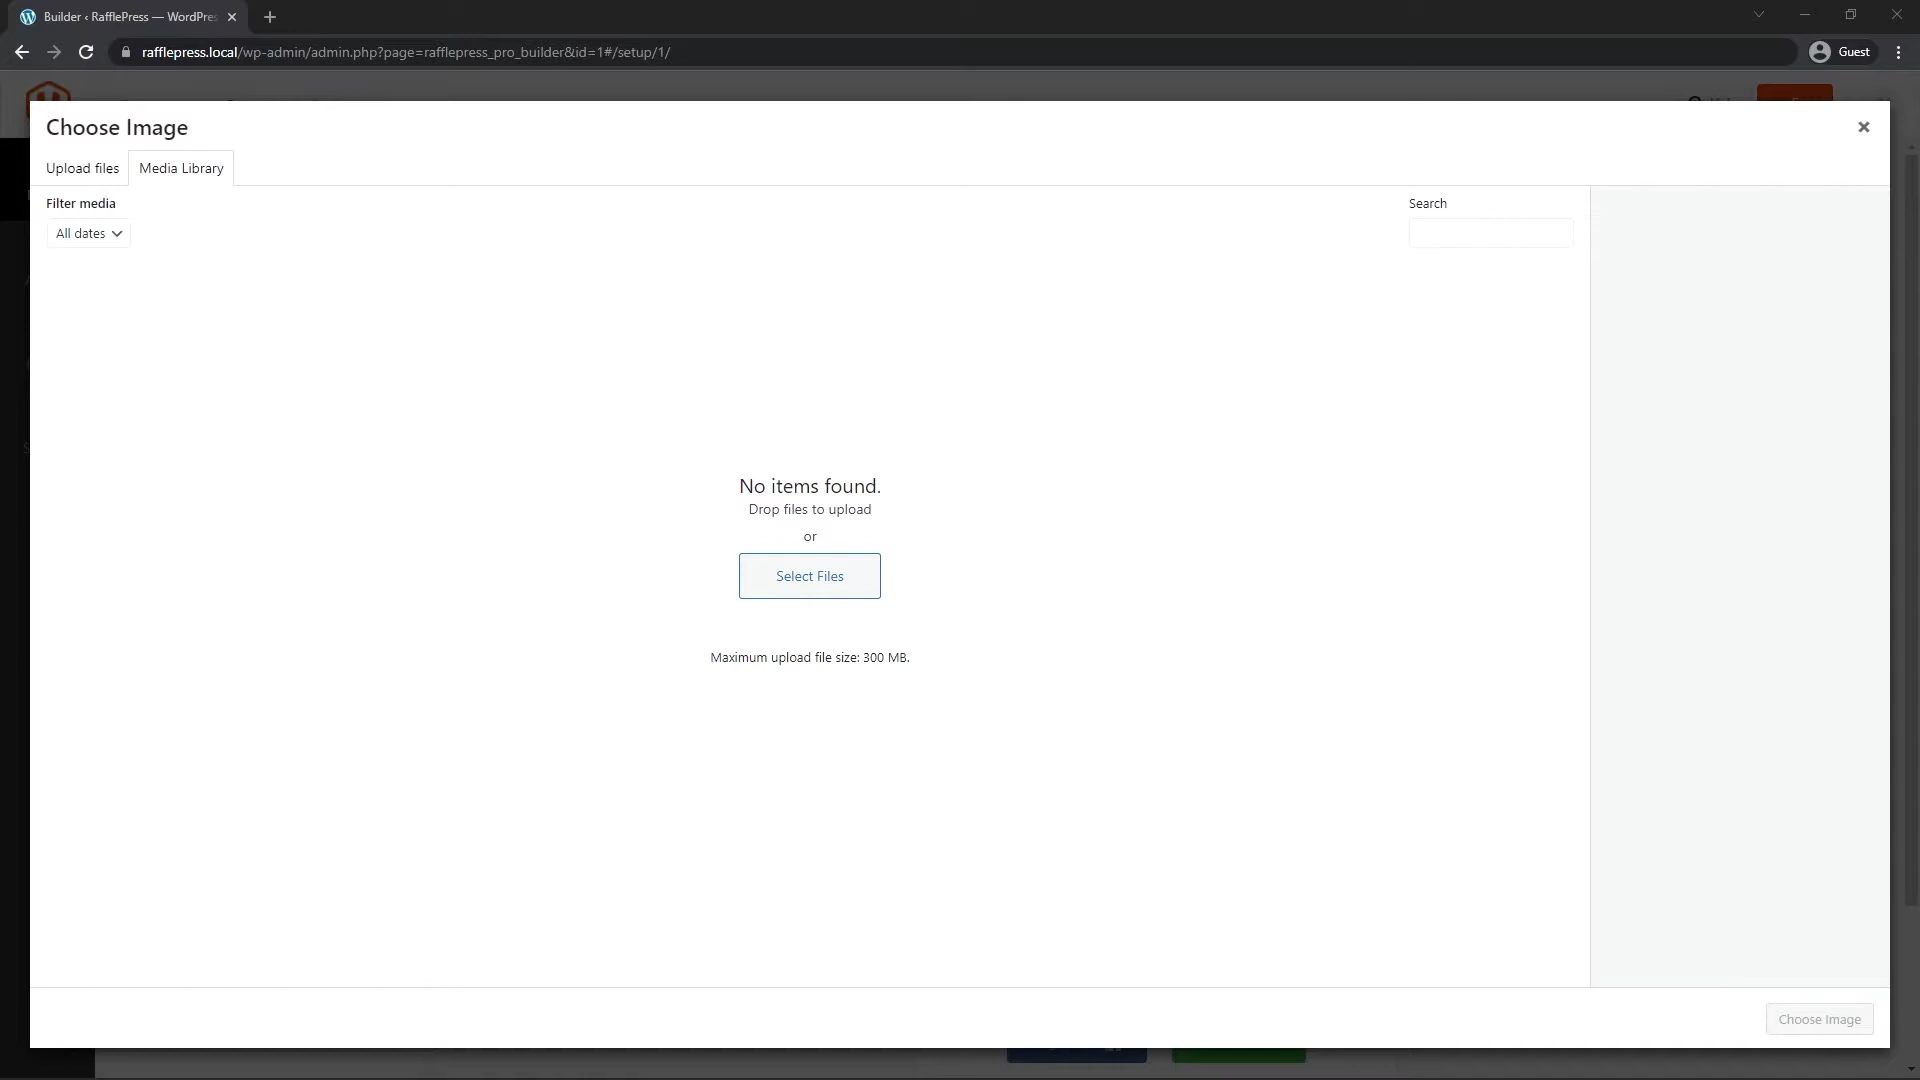 Builder ‹ RafflePress — WordPres
rafflepress.local/wp-admin/admin.php?page=rafflepress_pro_builder&id=1#/setup/1/
Guest
Choose Image
Upload files
Media Library
Filter media
Search
All dates
No items found.
Drop files to upload
or
Select Files
Maximum upload file size: 300 MB.
Choose Image